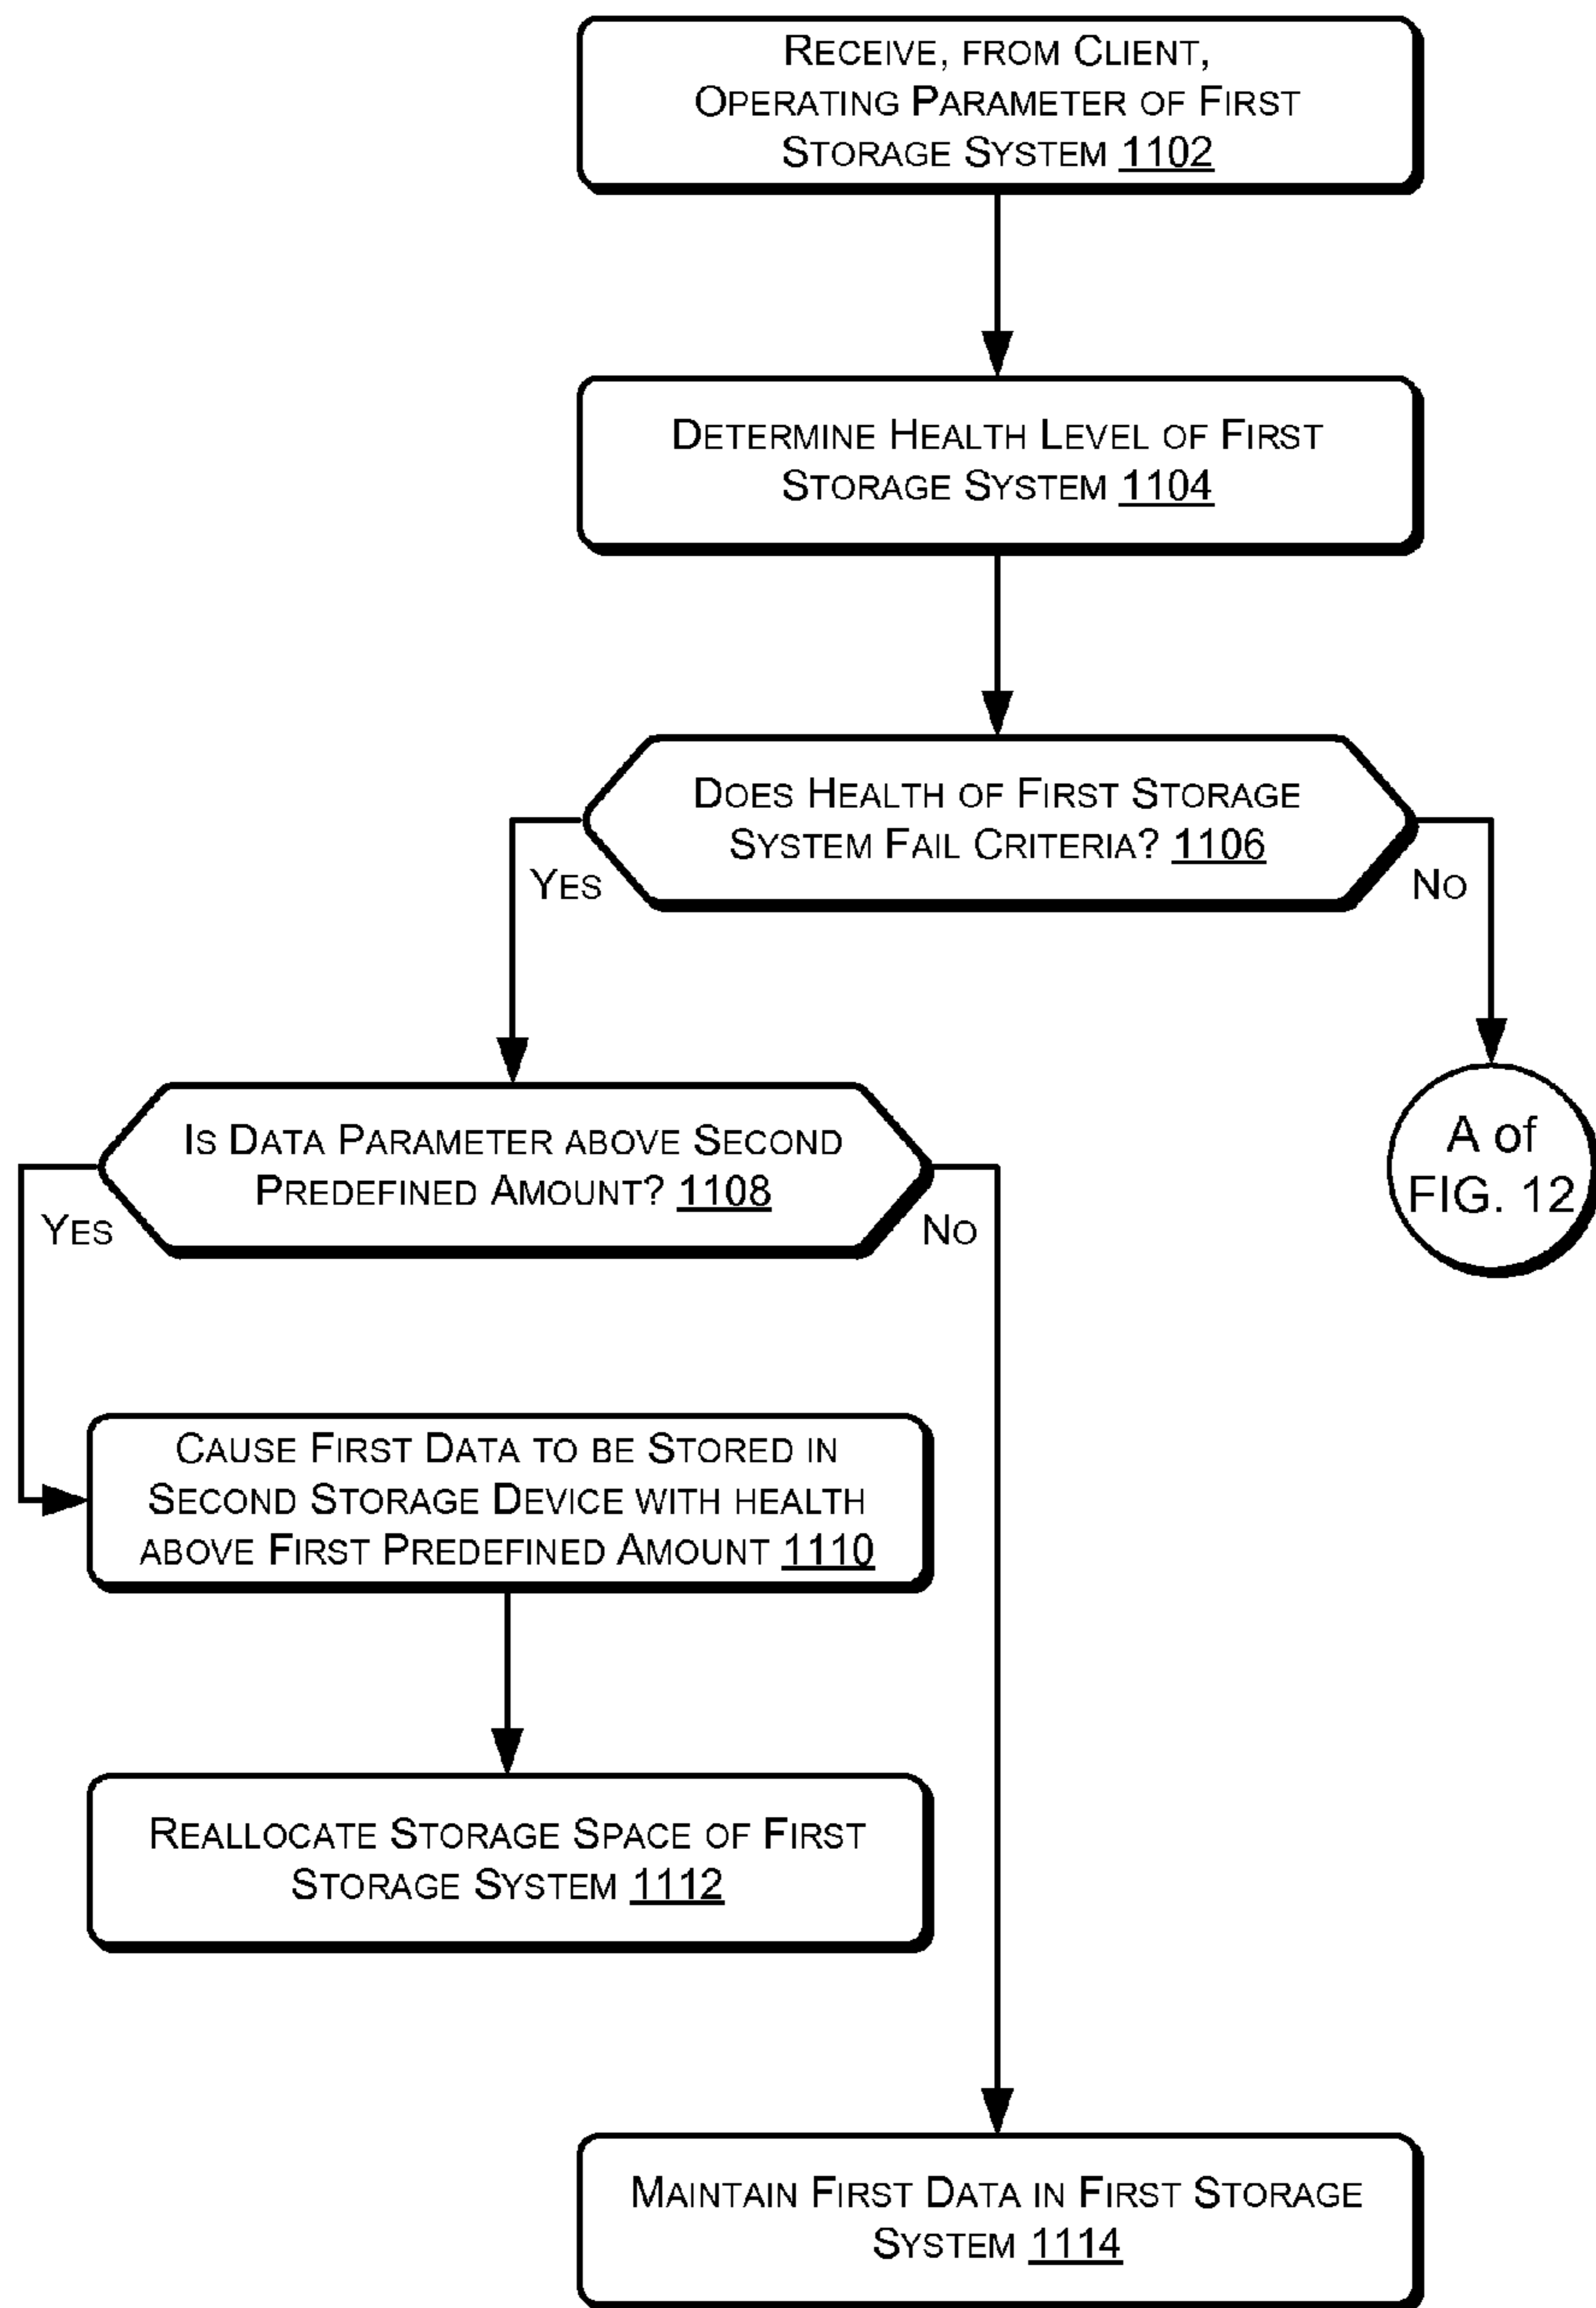 RECEIVE, FROM CLIENT,
OPERATING PARAMETER OF FIRST
STORAGE SYSTEM 1102
DETERMINE HEALTH LEVEL OF FIRST
STORAGE SYSTEM 1104
DOES HEALTH OF FIRST STORAGE
SYSTEM FAIL CRITERIA? 1106
YES
NO
IS DATA PARAMETER ABOVE SECOND
PREDEFINED AMOUNT? 1108
YES
NO
A of
FIG. 12
CAUSE FIRST DATA TO BE STORED IN
SECOND STORAGE DEVICE WITH HEALTH
ABOVE FIRST PREDEFINED AMOUNT 1110
REALLOCATE STORAGE SPACE OF FIRST
STORAGE SYSTEM 1112
MAINTAIN FIRST DATA IN FIRST STORAGE
SYSTEM 1114